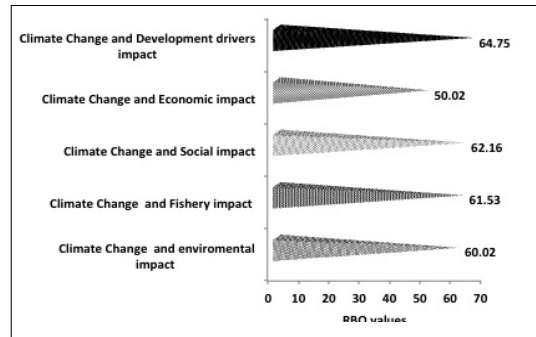 Climate Change and Development drivers
impact
64.75
Climate Change and Economic impact
50.02
Climate Change and Social impact
62.16
Climate Change and Fishery impact
61.53
Climate Change and enviromental
impact
60.02
0 10 20 30 40 50 60 70
RBQ values